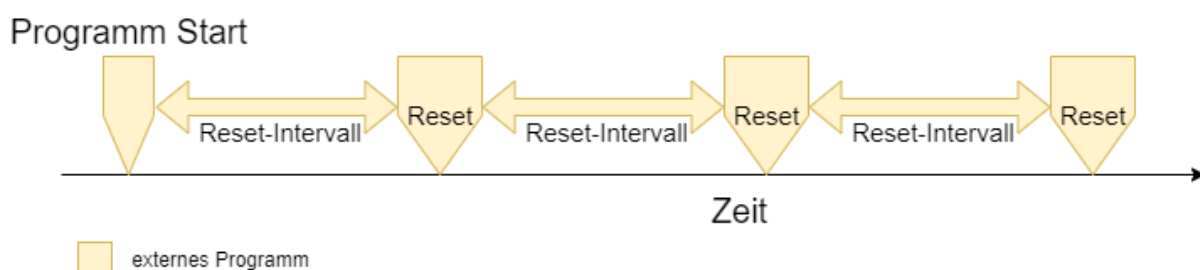 Programm Start
Reset
Reset
Reset
Reset-Intervall
Reset-Intervall
Reset-Intervall
Zeit
externes Programm